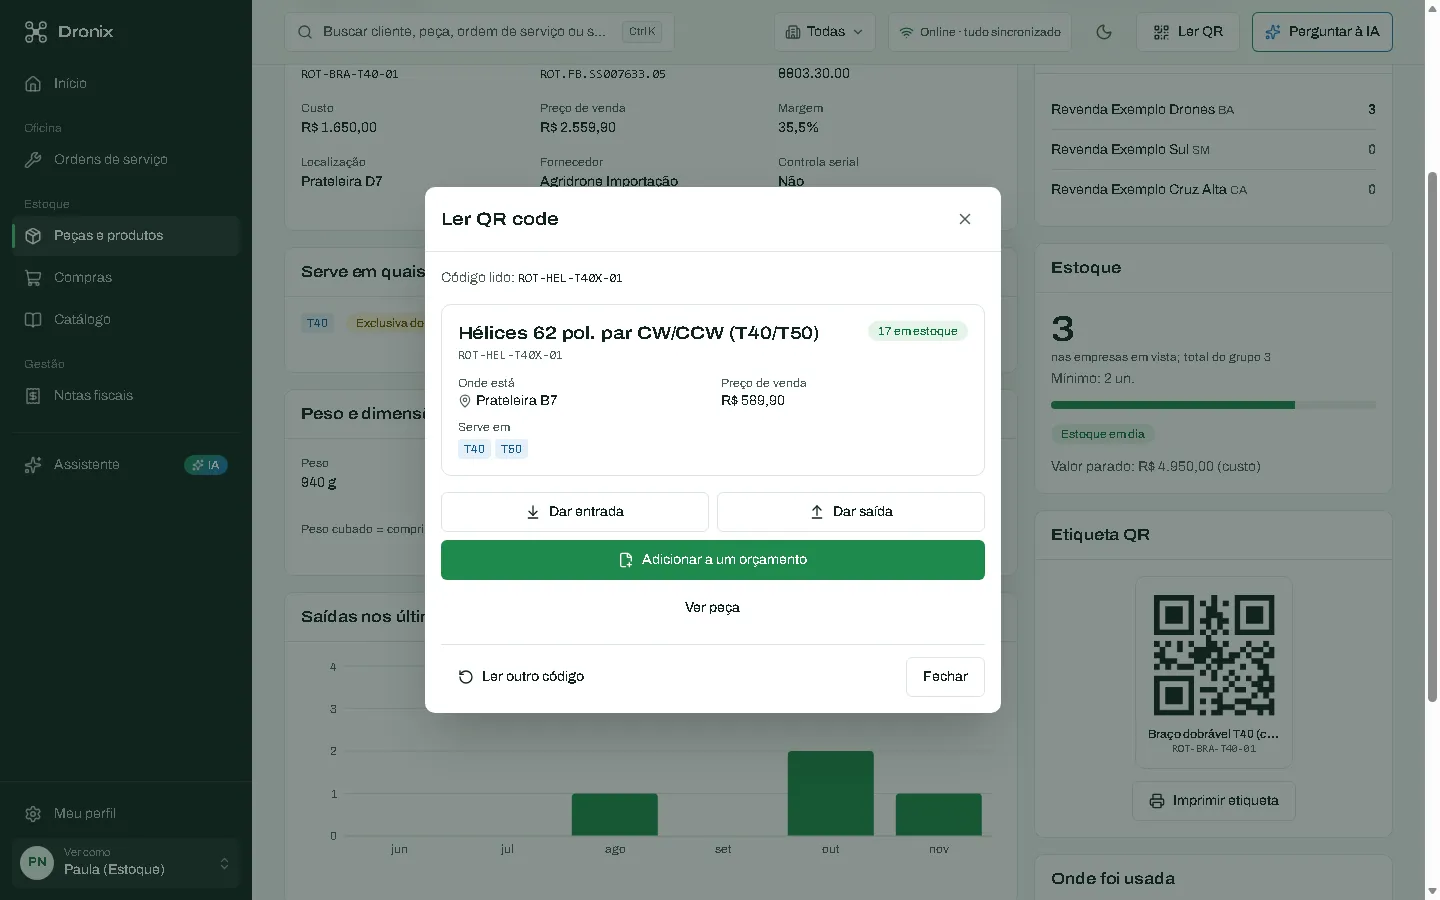 Dronix
Início
Oficina
Ordens de serviço
Estoque
Peças e produtos
Compras
Catálogo
Gestão
Notas fiscais
Assistente
IA
Meu perfil
PN
Ver como
Paula (Estoque)
Buscar cliente, peça, ordem de serviço ou s...
Ctrl K
Todas
Online · tudo sincronizado
Ler QR
Perguntar à IA
ROT-BRA-T40-01
ROT.FB.SS007633.05
8803.30.00
Custo
Preço de venda
Margem
R$ 1.650,00
R$ 2.559,90
35,5%
Localização
Fornecedor
Controla serial
Prateleira D7
Agridrone Importação
Não
Serve em quais
T40
Exclusiva do
Peso e dimensõ
Peso
940 g
Peso cubado = compri
Saídas nos últi
4
3
2
1
0
jun
jul
ago
set
out
nov
Ler QR code
Código lido: ROT-HEL-T40X-01
Hélices 62 pol. par CW/CCW (T40/T50)
17 em estoque
ROT-HEL-T40X-01
Onde está
Preço de venda
Prateleira B7
R$ 589,90
Serve em
T40
T50
Dar entrada
Dar saída
Adicionar a um orçamento
Ver peça
Ler outro código
Fechar
Revenda Exemplo Drones BA
3
Revenda Exemplo Sul SM
0
Revenda Exemplo Cruz Alta CA
0
Estoque
3
nas empresas em vista; total do grupo 3
Mínimo: 2 un.
Estoque em dia
Valor parado: R$ 4.950,00 (custo)
Etiqueta QR
Braço dobrável T40 (c...
ROT-BRA-T40-01
Imprimir etiqueta
Onde foi usada